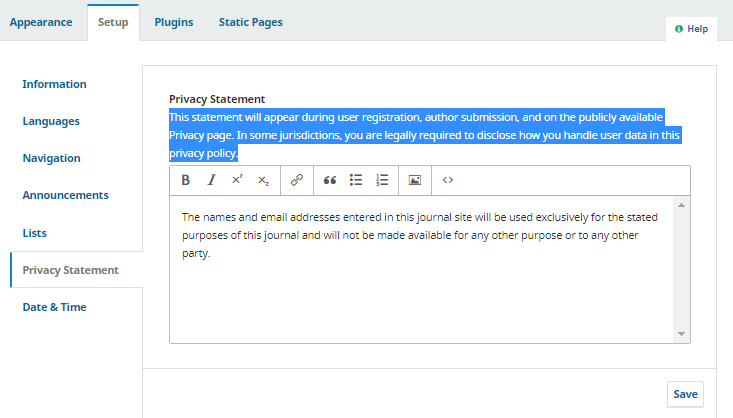 Appearance Setup Plugins Static Pages
Help
Information
Languages
Navigation
Announcements
Lists
Privacy Statement
Date & Time
Privacy Statement
This statement will appear during user registration, author submission, and on the publicly available
Privacy page. In some jurisdictions, you are legally required to disclose how you handle user data in this
privacy policy.
B I x² x₂
The names and email addresses entered in this journal site will be used exclusively for the stated
purposes of this journal and will not be made available for any other purpose or to any other
party.
Save